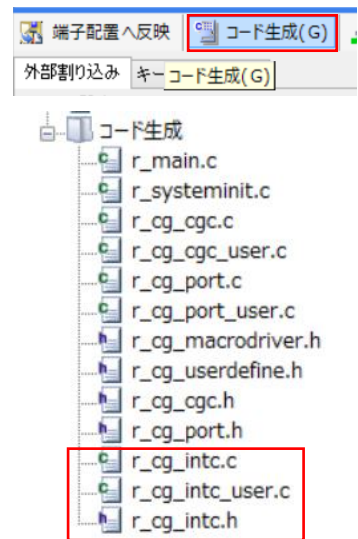 端子配置へ反映 コード生成(G)
外部割り込み キー コード生成(G)
コード生成
r_main.c
r_systeminit.c
r_cg_cgc.c
r_cg_cgc_user.c
r_cg_port.c
r_cg_port_user.c
r_cg_macrodriver.h
r_cg_userdefine.h
r_cg_cgc.h
r_cg_port.h
r_cg_intc.c
r_cg_intc_user.c
r_cg_intc.h